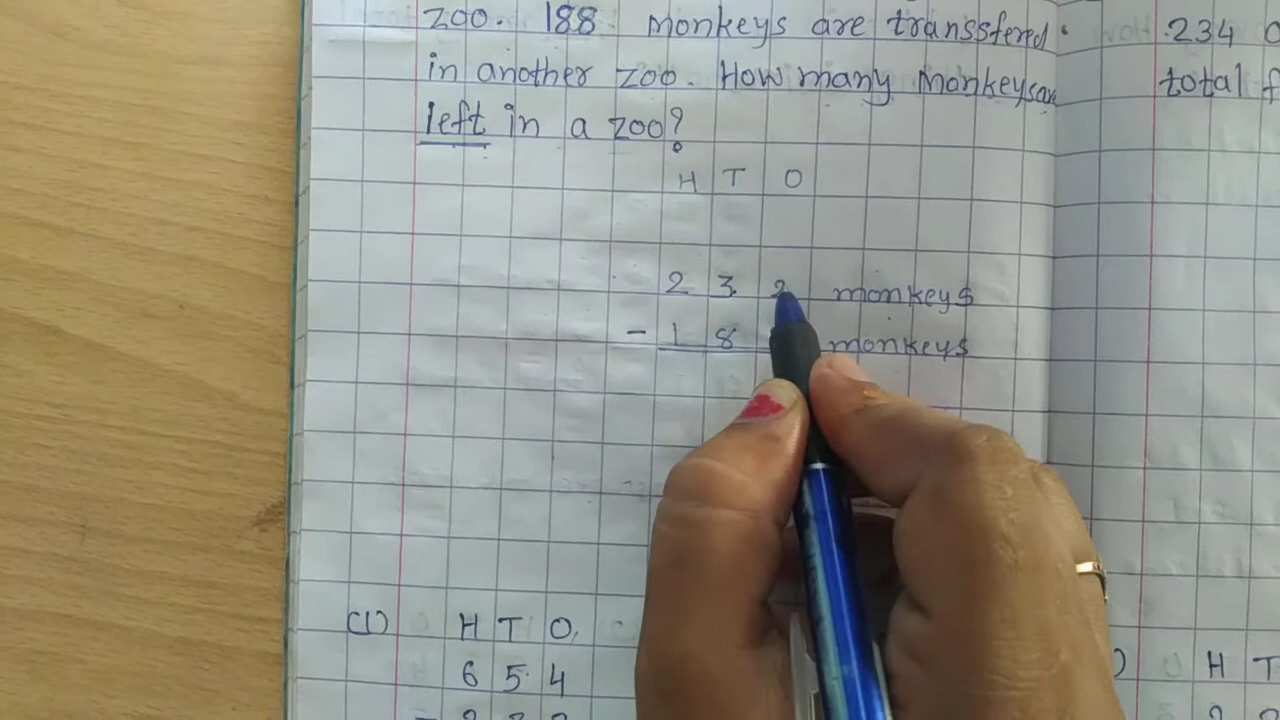 zoo. 188 monkeys are transsfered
in another zoo. How many monkeys are
left in a zoo?
H T O
2 3 2 monkeys
- 1 8 monkeys
(1) H T O
6 5 4
234
total
H T